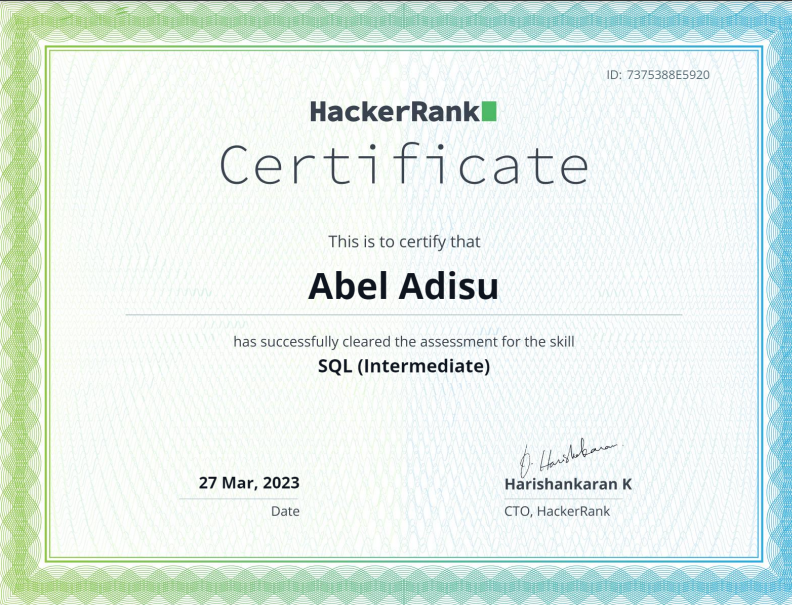 ID: 7375388E5920
HackerRank
Certificate
This is to certify that
Abel Adisu
has successfully cleared the assessment for the skill
SQL (Intermediate)
27 Mar, 2023
Date
Harishankaran K
CTO, HackerRank